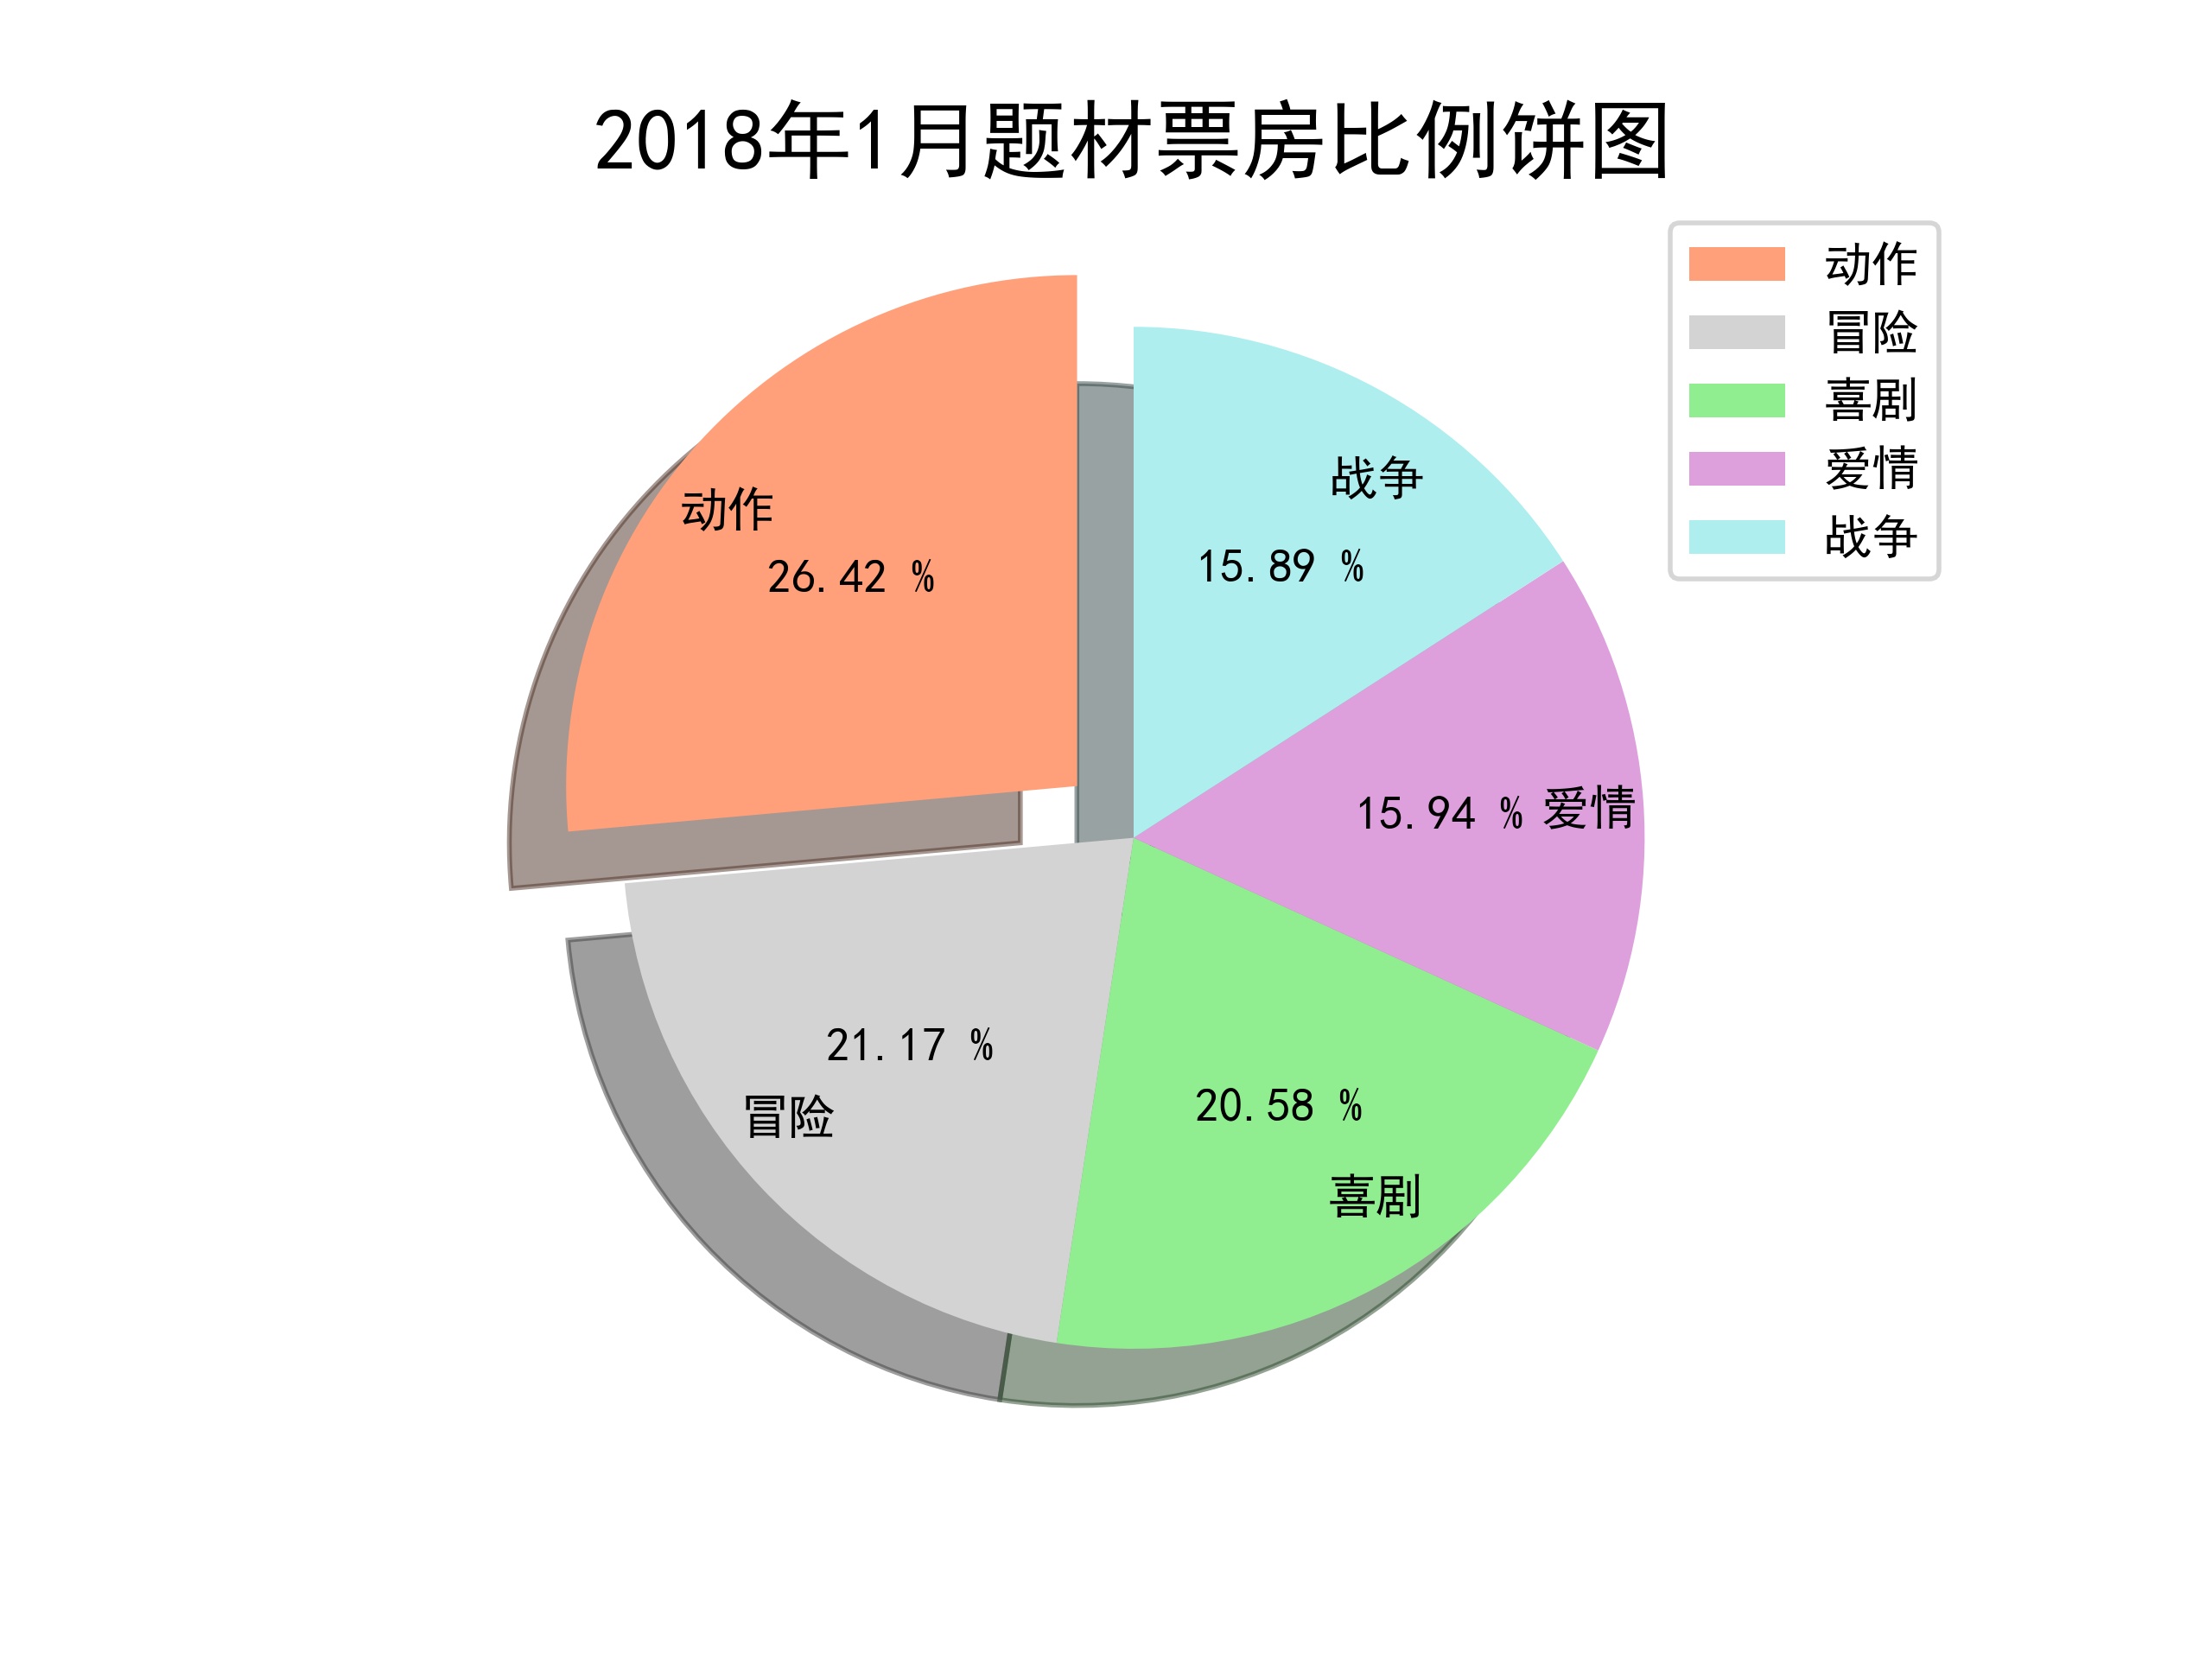 2018年1月题材票房比例饼图
动作
冒险
喜剧
爱情
战争
战争
15.89 %
动作
26.42 %
15.94 %
爱情
21.17 %
冒险
20.58 %
喜剧